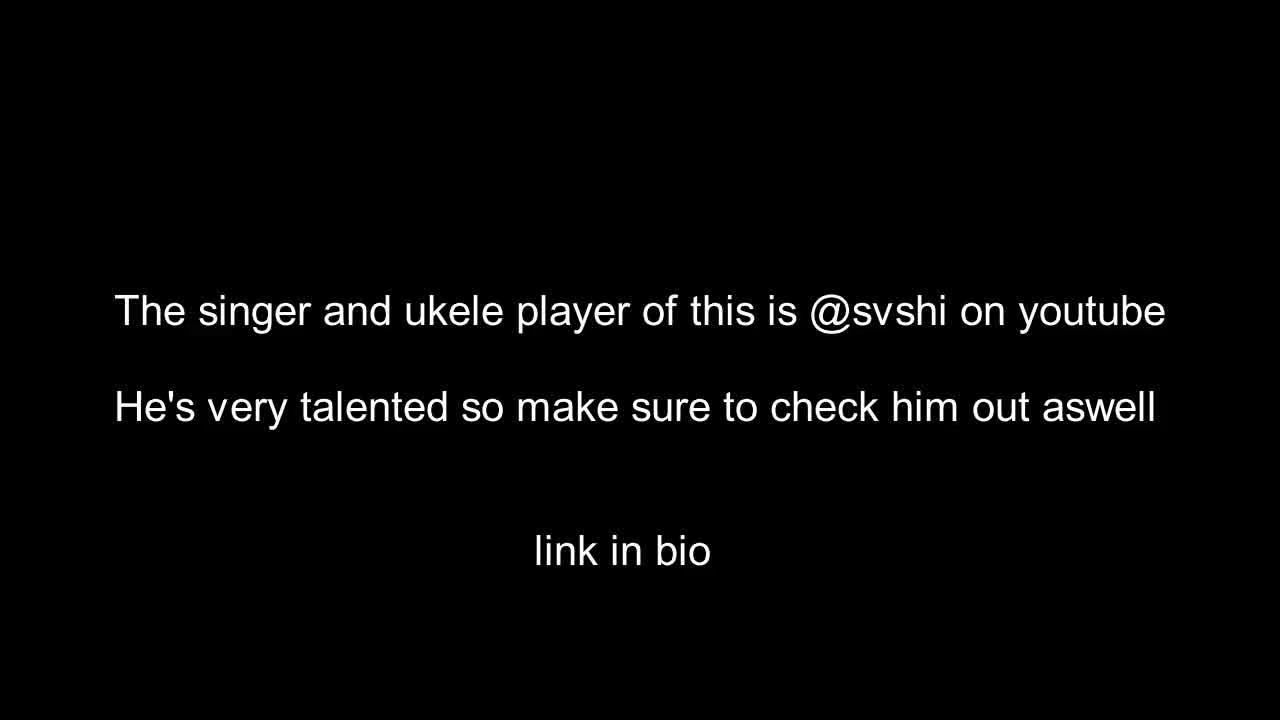 The singer and ukele player of this is @svshi on youtube
He's very talented so make sure to check him out aswell
link in bio